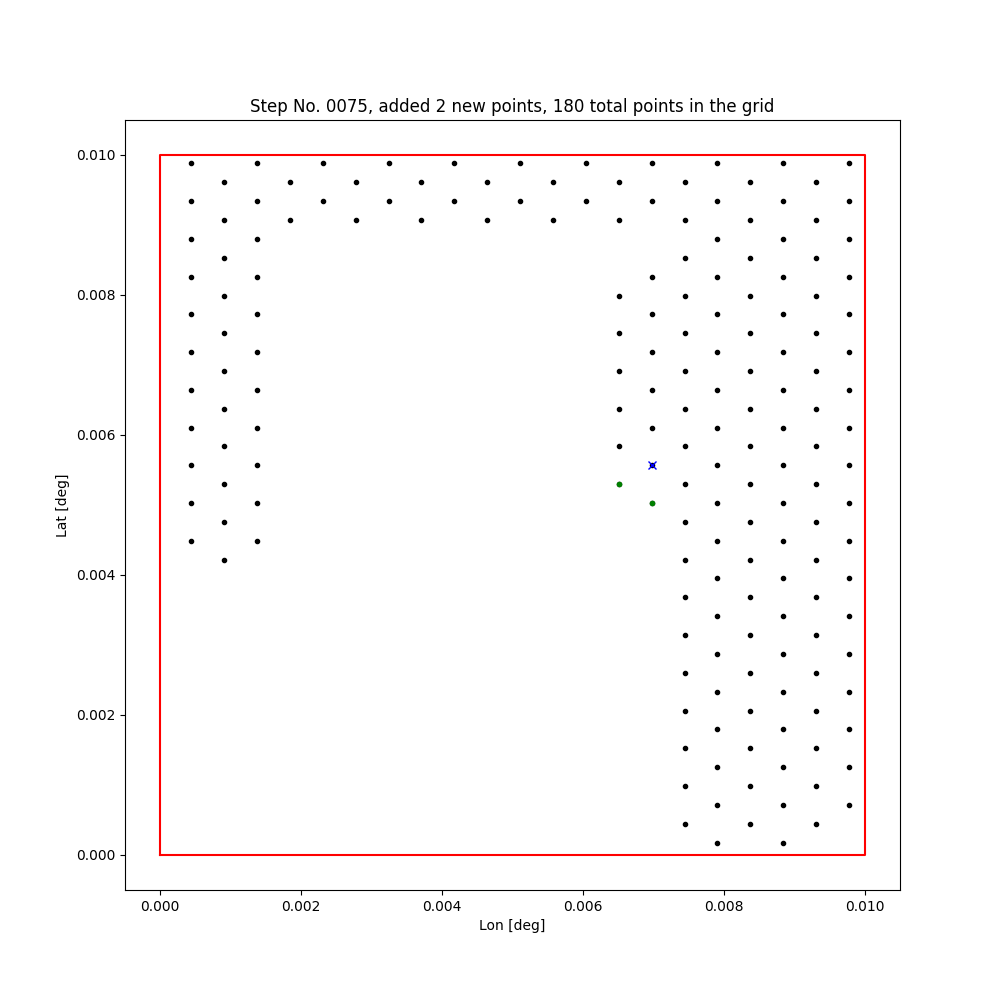 Step No. 0075, added 2 new points, 180 total points in the grid
0.010
0.008
0.006
0.004
0.002
0.000
Lat [deg]
0.000 0.002 0.004 0.006 0.008 0.010
Lon [deg]